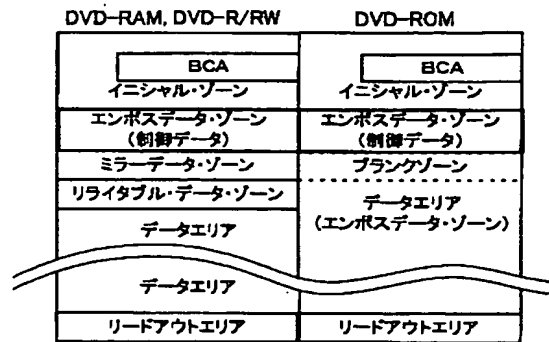 DVD-RAM, DVD-R/RW
BCA
イニシャル・ゾーン
エンボスデータ・ゾーン
(制御データ)
ミラーデータ・ゾーン
リライタブル・データ・ゾーン
データエリア
データエリア
リードアウトエリア
DVD-ROM
BCA
イニシャル・ゾーン
エンボスデータ・ゾーン
(制御データ)
ブランクゾーン
データエリア
(エンボスデータ・ゾーン)
リードアウトエリア